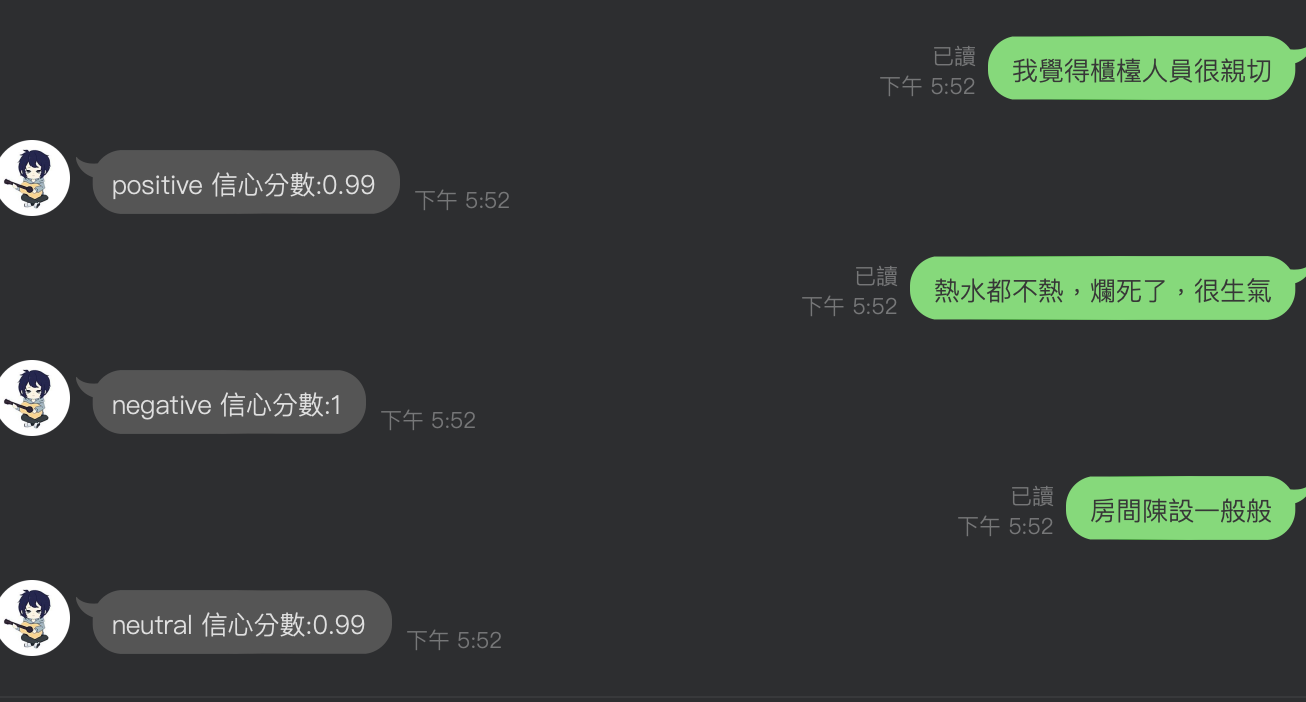 已讀
下午 5:52
我覺得櫃檯人員很親切
positive 信心分數:0.99
下午 5:52
已讀
下午 5:52
熱水都不熱，爛死了，很生氣
negative 信心分數:1
下午 5:52
已讀
下午 5:52
房間陳設一般般
neutral 信心分數:0.99
下午 5:52